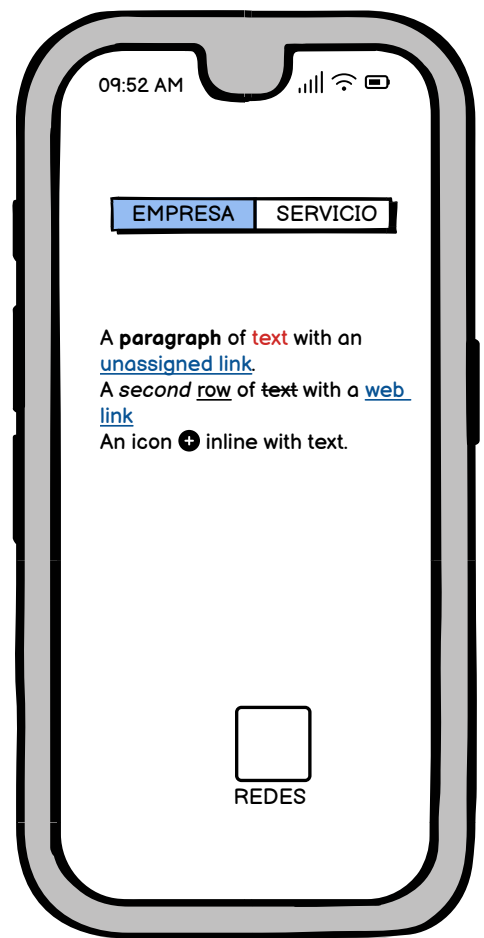 09:52 AM
EMPRESA SERVICIO
A paragraph of text with an
unassigned link.
A second row of text with a web
link
An icon + inline with text.
REDES